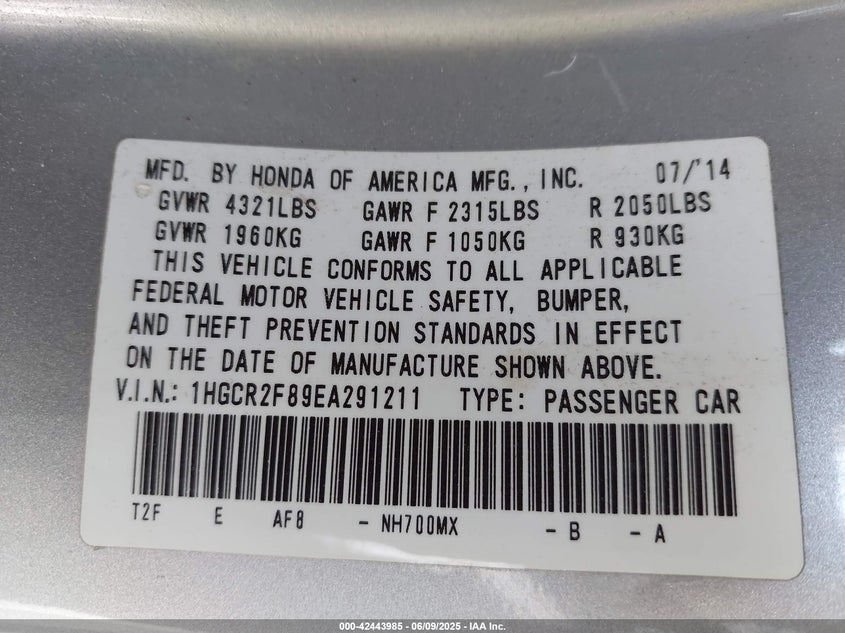 MFD. BY HONDA OF AMERICA MFG., INC. 07/'14
GVWR 4321LBS GAWR F 2315LBS R 2050LBS
GVWR 1960KG GAWR F 1050KG R 930KG
THIS VEHICLE CONFORMS TO ALL APPLICABLE
FEDERAL MOTOR VEHICLE SAFETY, BUMPER,
AND THEFT PREVENTION STANDARDS IN EFFECT
ON THE DATE OF MANUFACTURE SHOWN ABOVE.
V.I.N.: 1HGCR2F89EA291211 TYPE: PASSENGER CAR
T2F E AF8 - NH700MX - B - A
000-42443985 - 06/09/2025 - IAA Inc.